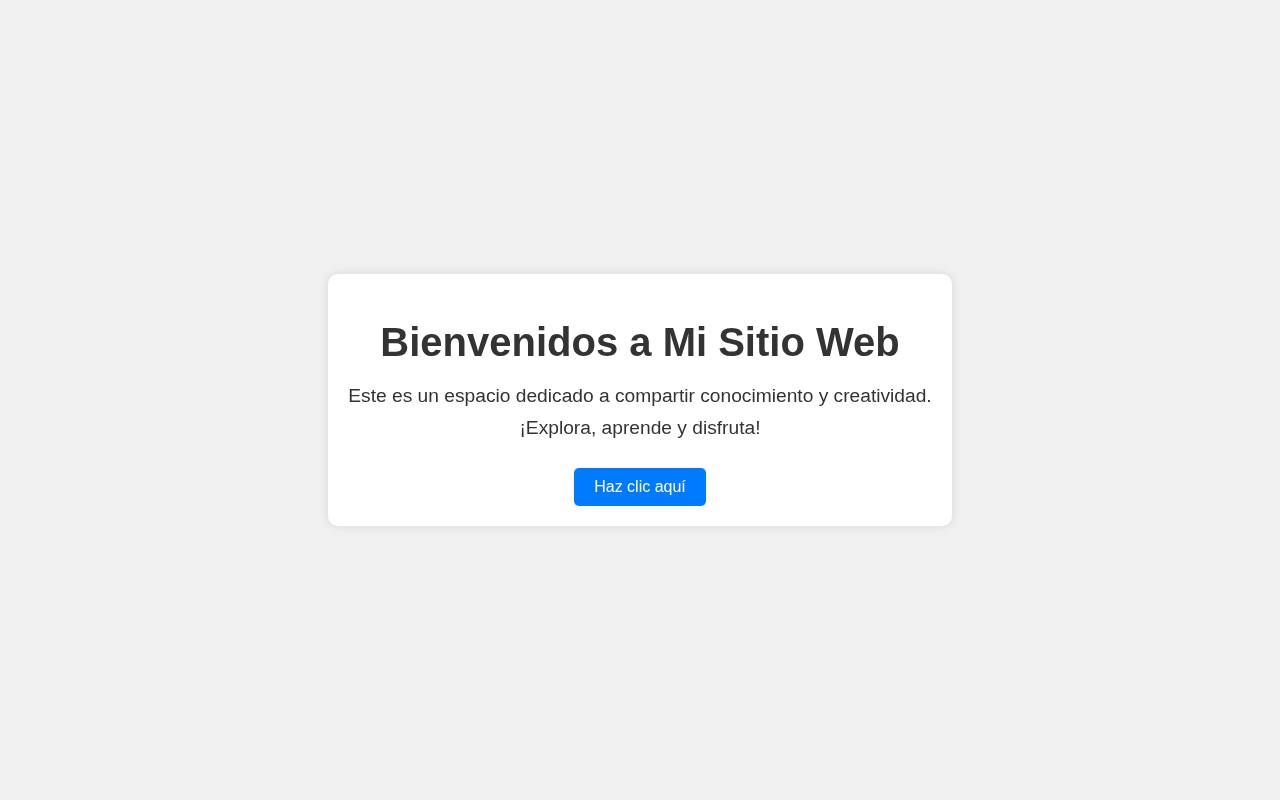 Bienvenidos a Mi Sitio Web
Este es un espacio dedicado a compartir conocimiento y creatividad.
¡Explora, aprende y disfruta!
Haz clic aquí